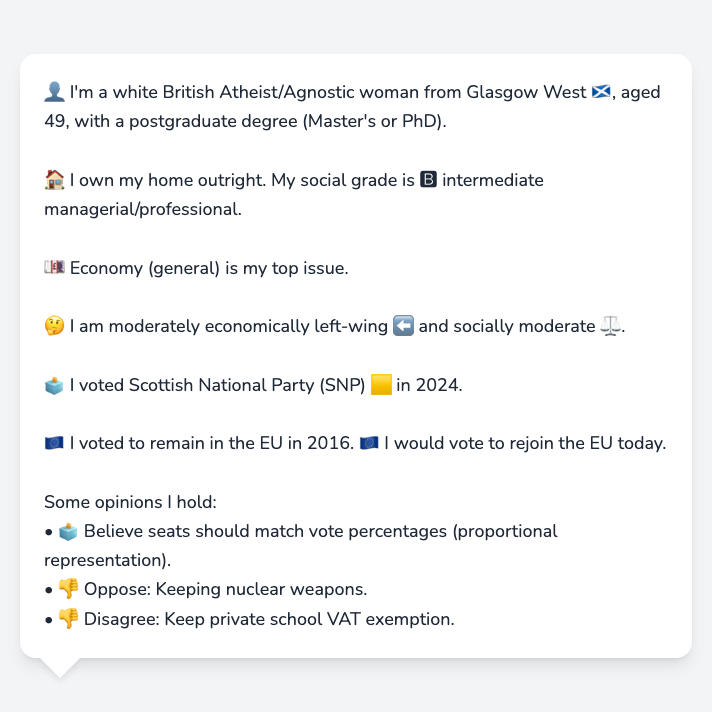 👤 I'm a white British Atheist/Agnostic woman from Glasgow West 🏴󠁧󠁢󠁳󠁣󠁴󠁿, aged
49, with a postgraduate degree (Master's or PhD).
🏠 I own my home outright. My social grade is 🅱 intermediate
managerial/professional.
💷 Economy (general) is my top issue.
🤔 I am moderately economically left-wing ⬅️ and socially moderate ⚖️.
🗳️ I voted Scottish National Party (SNP) 🟨 in 2024.
🇪🇺 I voted to remain in the EU in 2016. 🇪🇺 I would vote to rejoin the EU today.
Some opinions I hold:
• 🗳️ Believe seats should match vote percentages (proportional
representation).
• 👎 Oppose: Keeping nuclear weapons.
• 👎 Disagree: Keep private school VAT exemption.